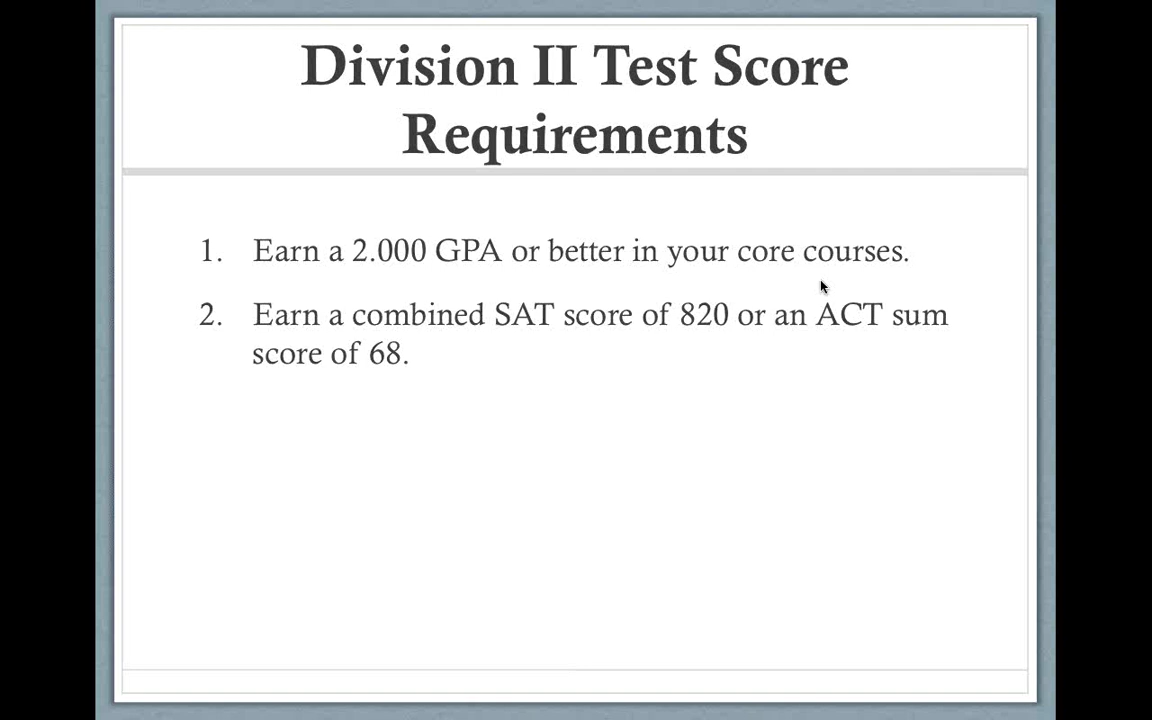 Division II Test Score
Requirements
1. Earn a 2.000 GPA or better in your core courses.
2. Earn a combined SAT score of 820 or an ACT sum
score of 68.